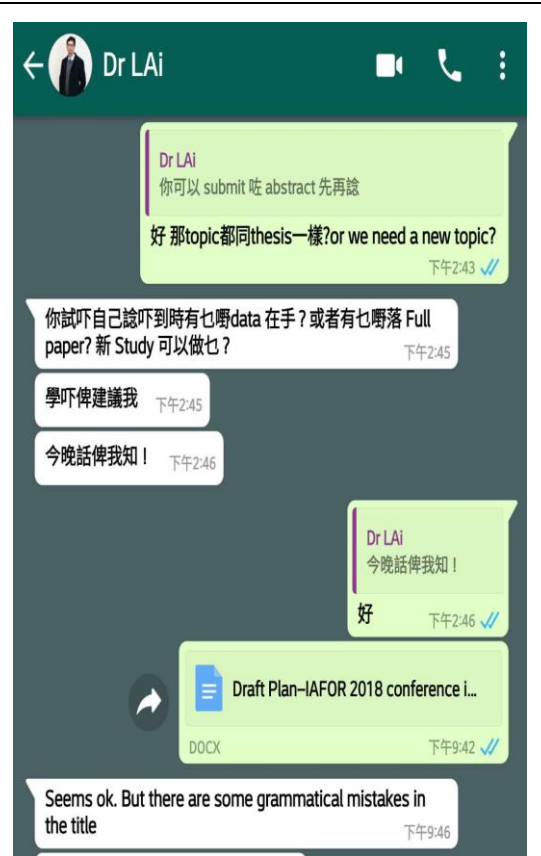 Dr LAi
Dr LAi
你可以 submit 咗 abstract 先再諗
好 那topic都同thesis一樣?or we need a new topic?
下午2:43
你試吓自己諗吓到時有乜嘢data 在手？或者有乜嘢落 Full
paper? 新 Study 可以做乜？
下午2:45
學吓俾建議我 下午2:45
今晚話俾我知！ 下午2:46
Dr LAi
今晚話俾我知！
好 下午2:46
Draft Plan–IAFOR 2018 conference i...
DOCX 下午9:42
Seems ok. But there are some grammatical mistakes in
the title 下午9:46